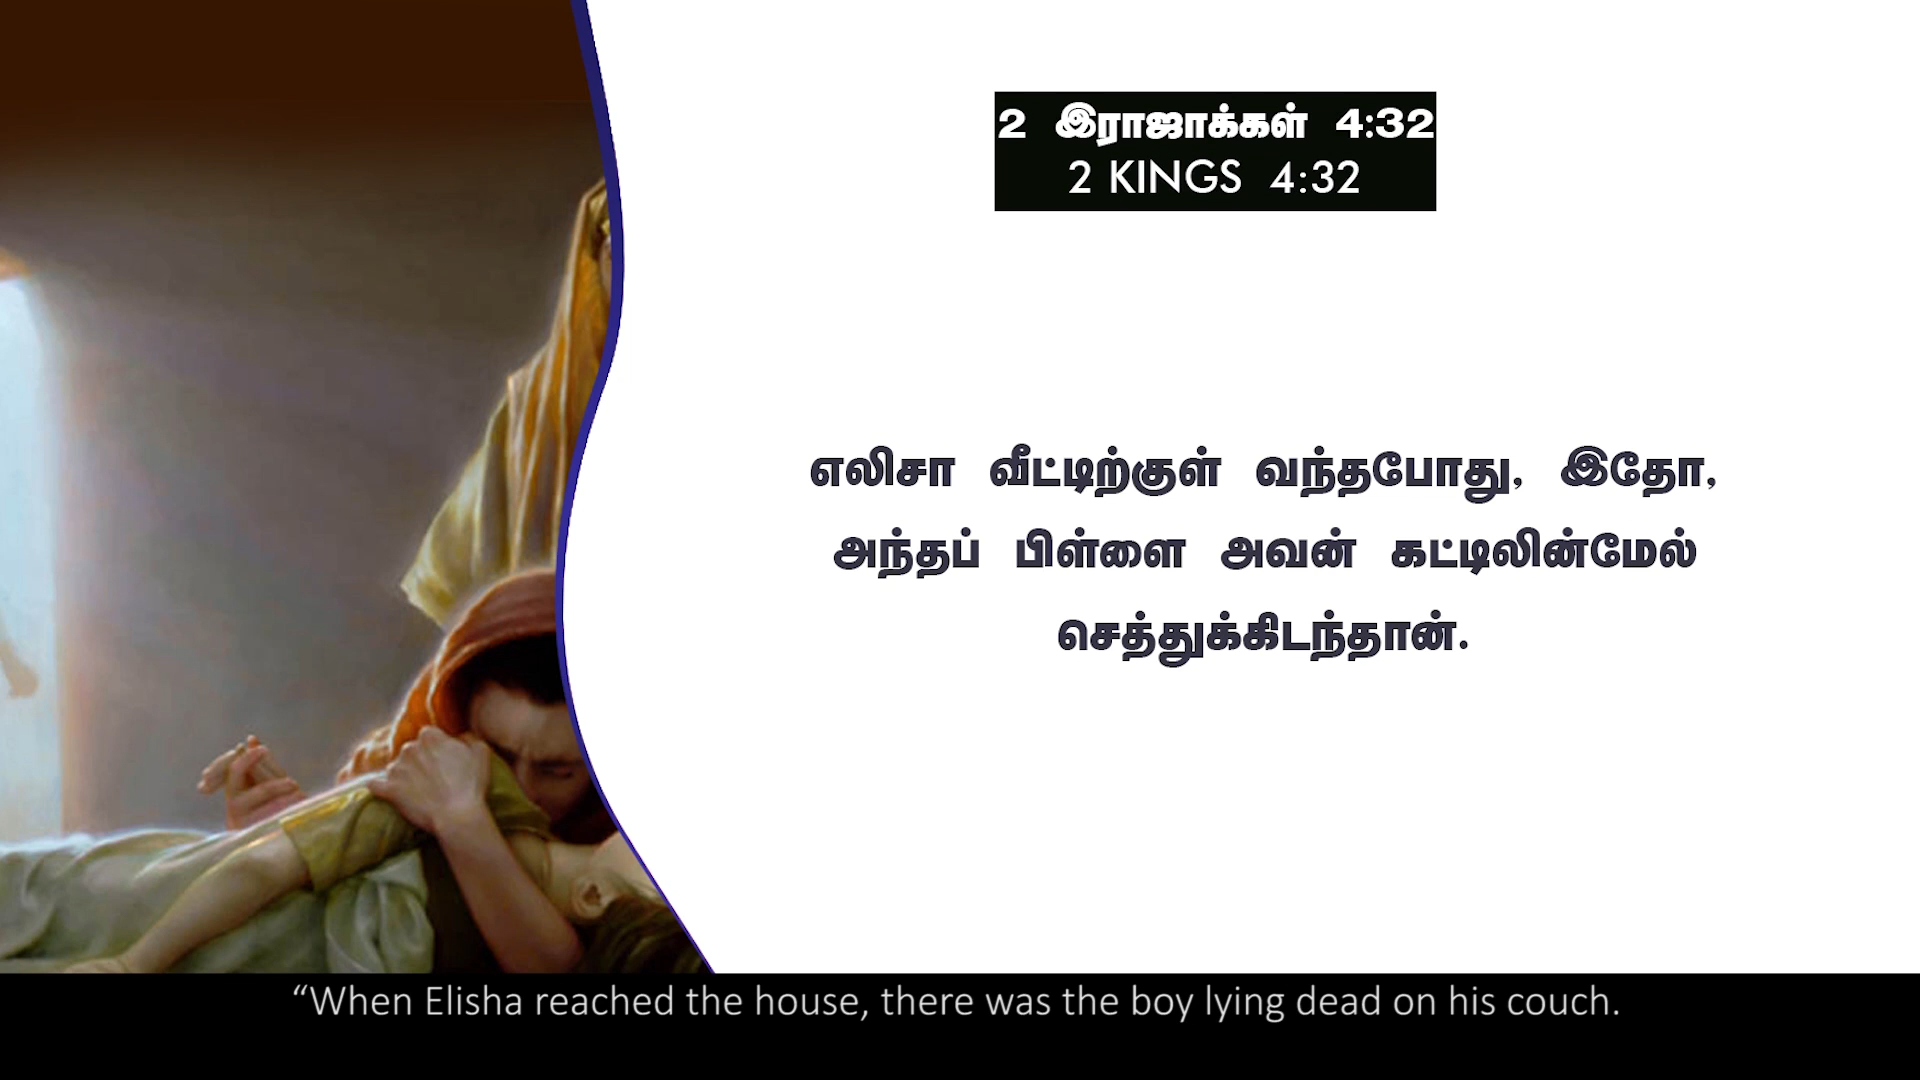 2 இராஜாக்கள் 4:32
2 KINGS 4:32
எலிசா வீட்டிற்குள் வந்தபோது, இதோ,
அந்தப் பிள்ளை அவன் கட்டிலின்மேல்
செத்துக்கிடந்தான்.
“When Elisha reached the house, there was the boy lying dead on his couch.